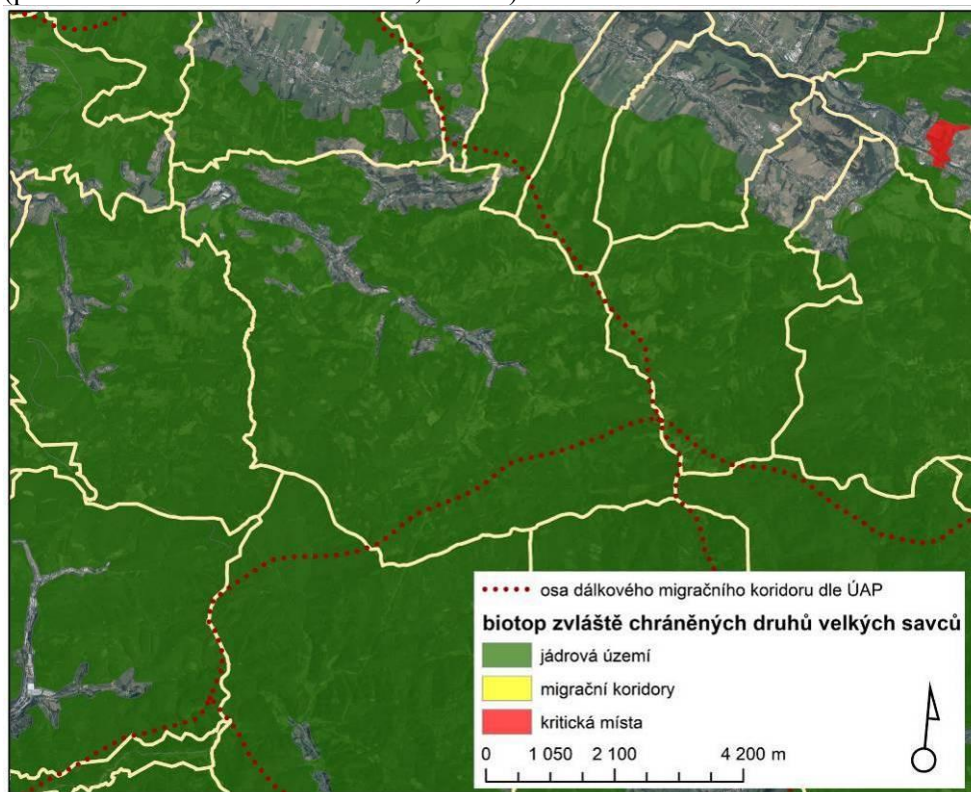 osa dálkového migračního koridoru dle ÚAP
biotop zvláště chráněných druhů velkých savců
jádrová území
migrační koridory
kritická místa
0 1 050 2 100 4 200 m